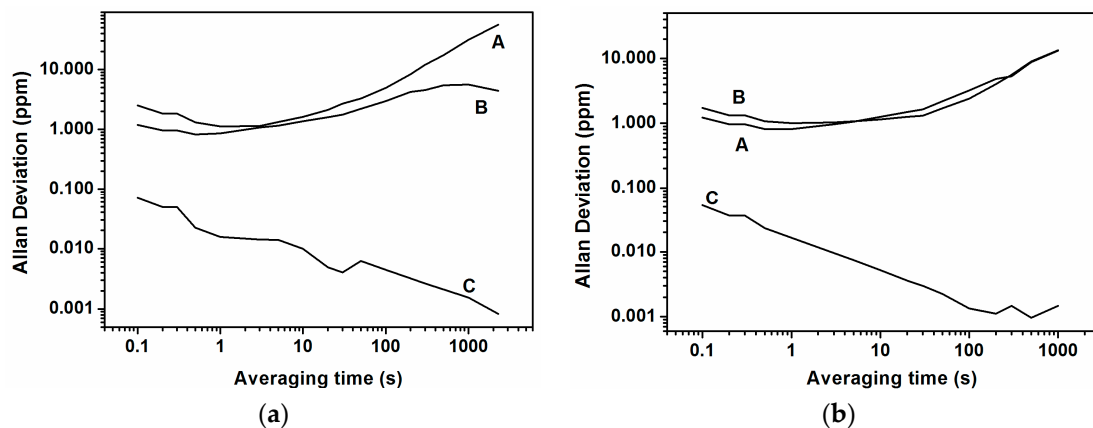 Allan Deviation (ppm)
10.000
1.000
0.100
0.010
0.001
A
B
C
0.1 1 10 100 1000
Averaging time (s)
(a)
Allan Deviation (ppm)
10.000
1.000
0.100
0.010
0.001
B
A
C
0.1 1 10 100 1000
Averaging time (s)
(b)